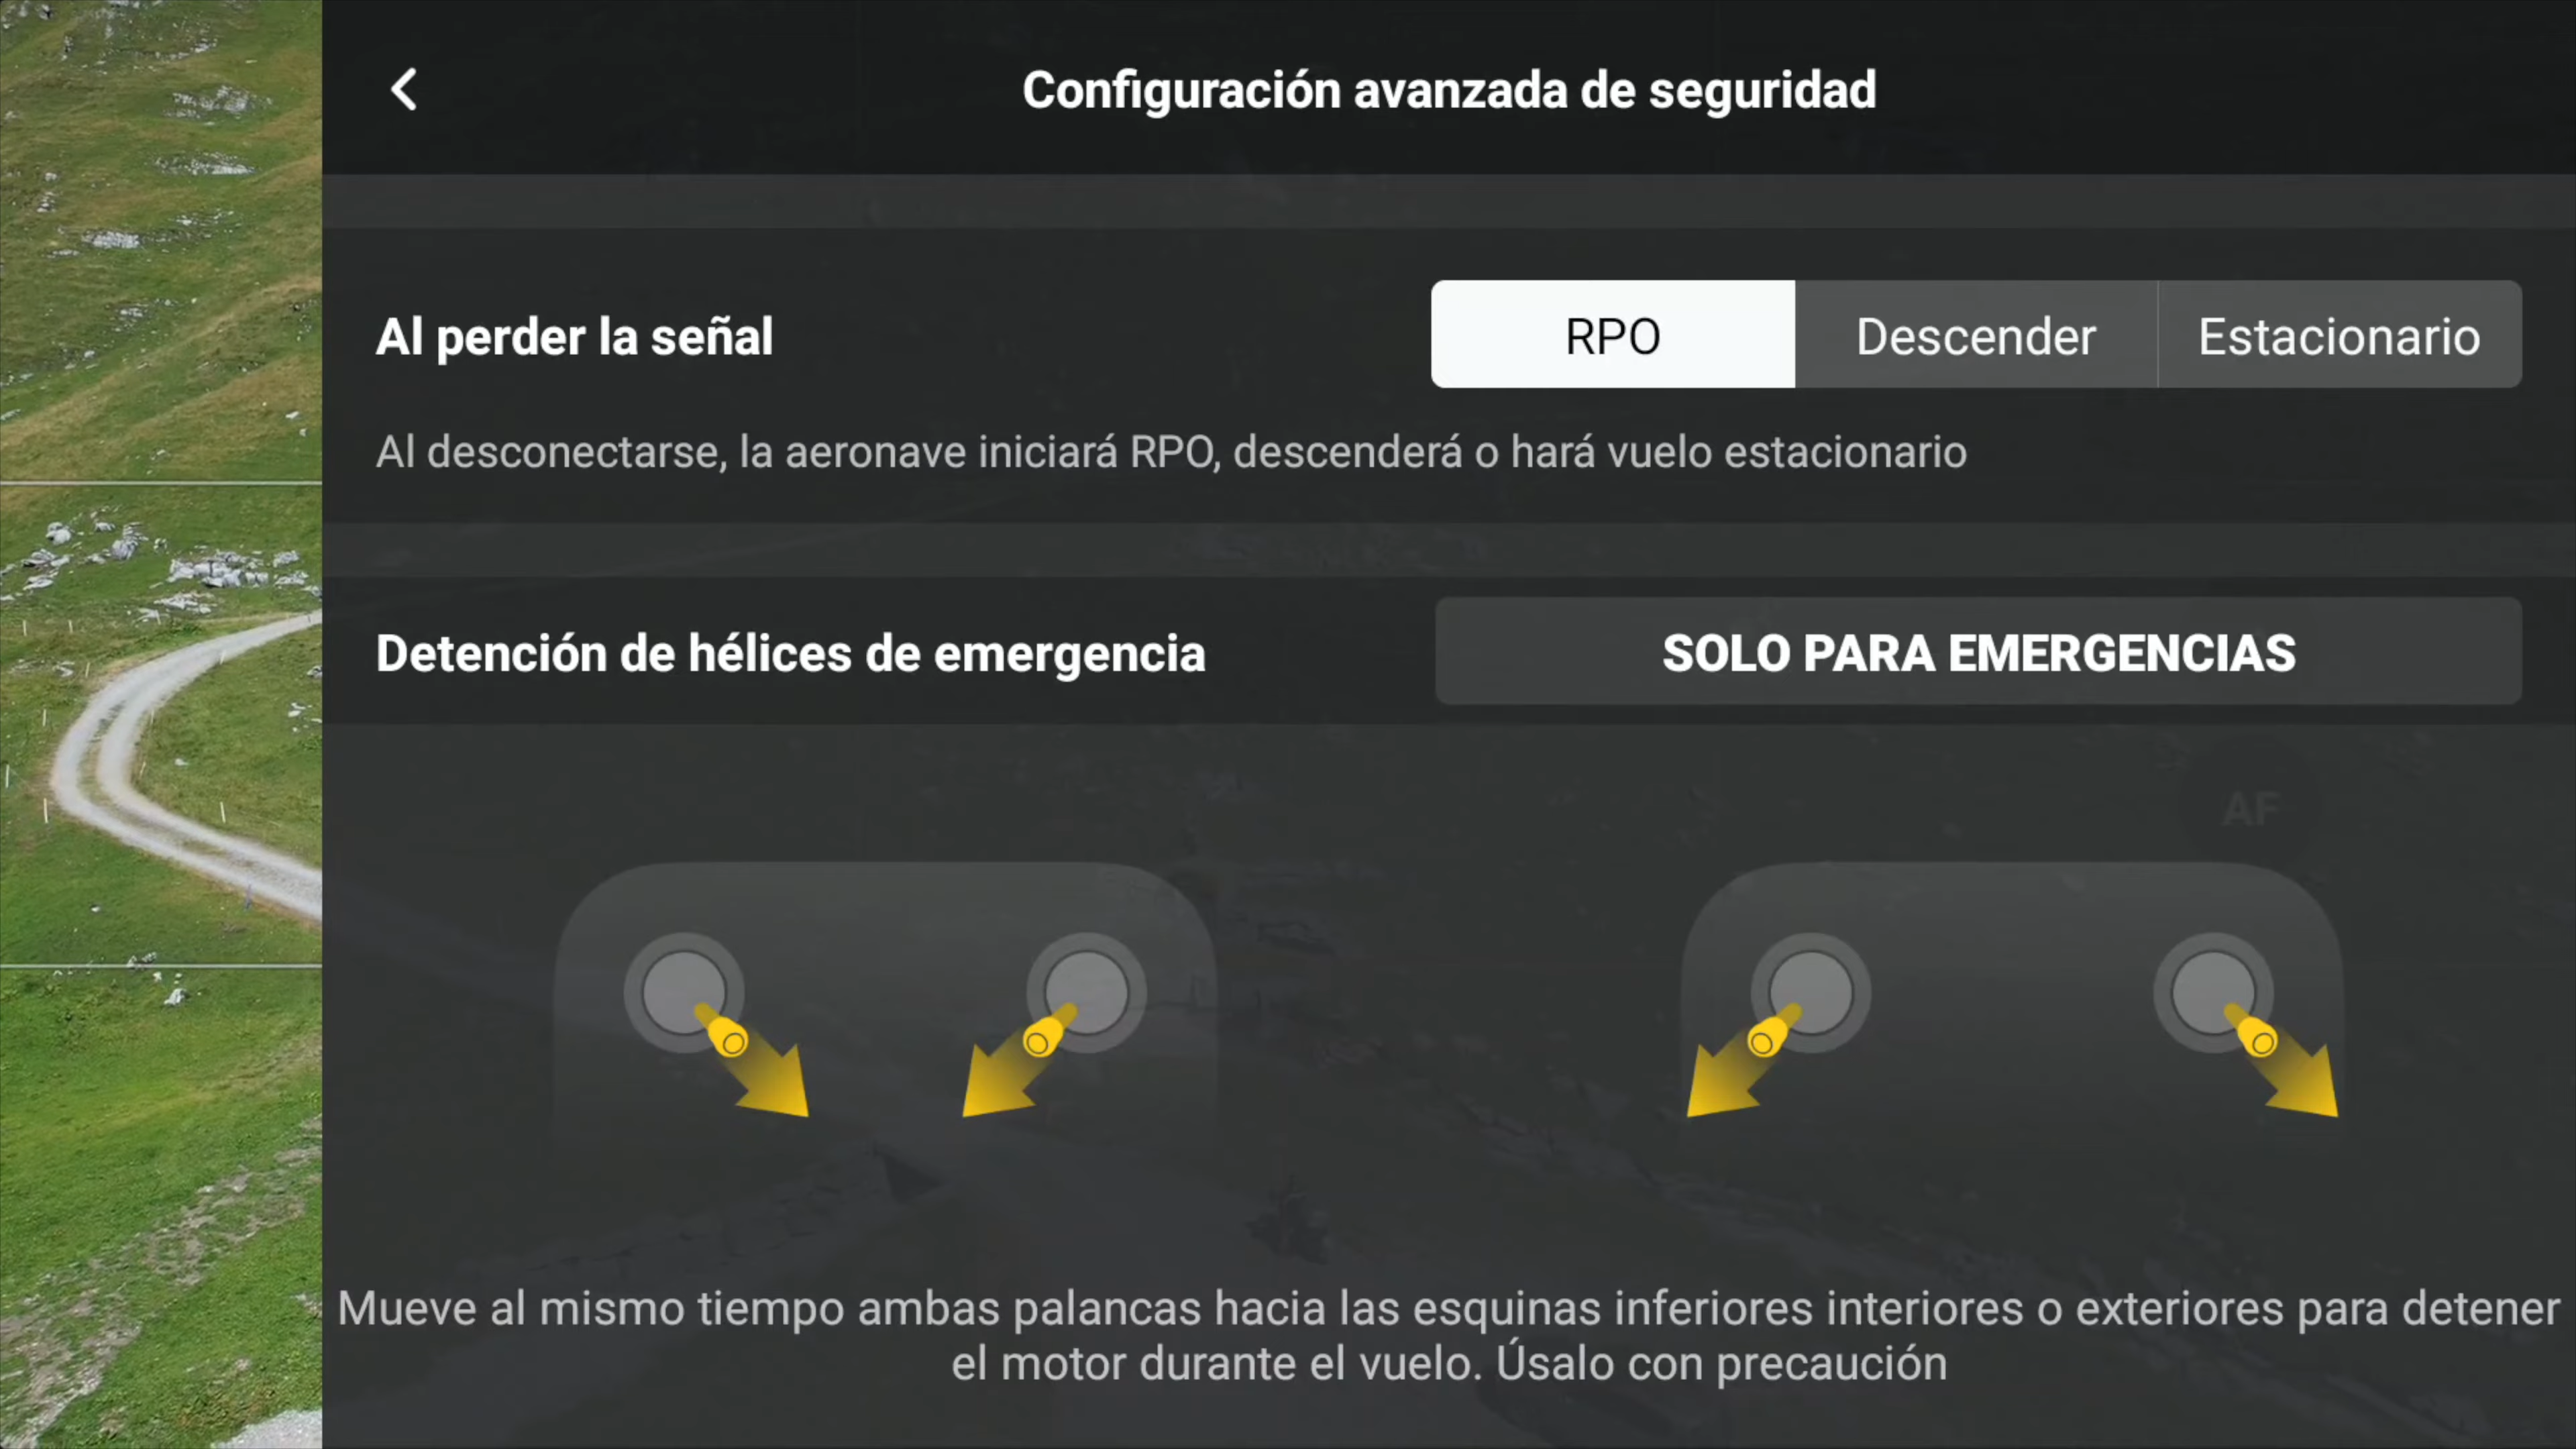 Configuración avanzada de seguridad
Al perder la señal
RPO
Descender
Estacionario
Al desconectarse, la aeronave iniciará RPO, descenderá o hará vuelo estacionario
Detención de hélices de emergencia
SOLO PARA EMERGENCIAS
AF
Mueve al mismo tiempo ambas palancas hacia las esquinas inferiores interiores o exteriores para detener
el motor durante el vuelo. Úsalo con precaución